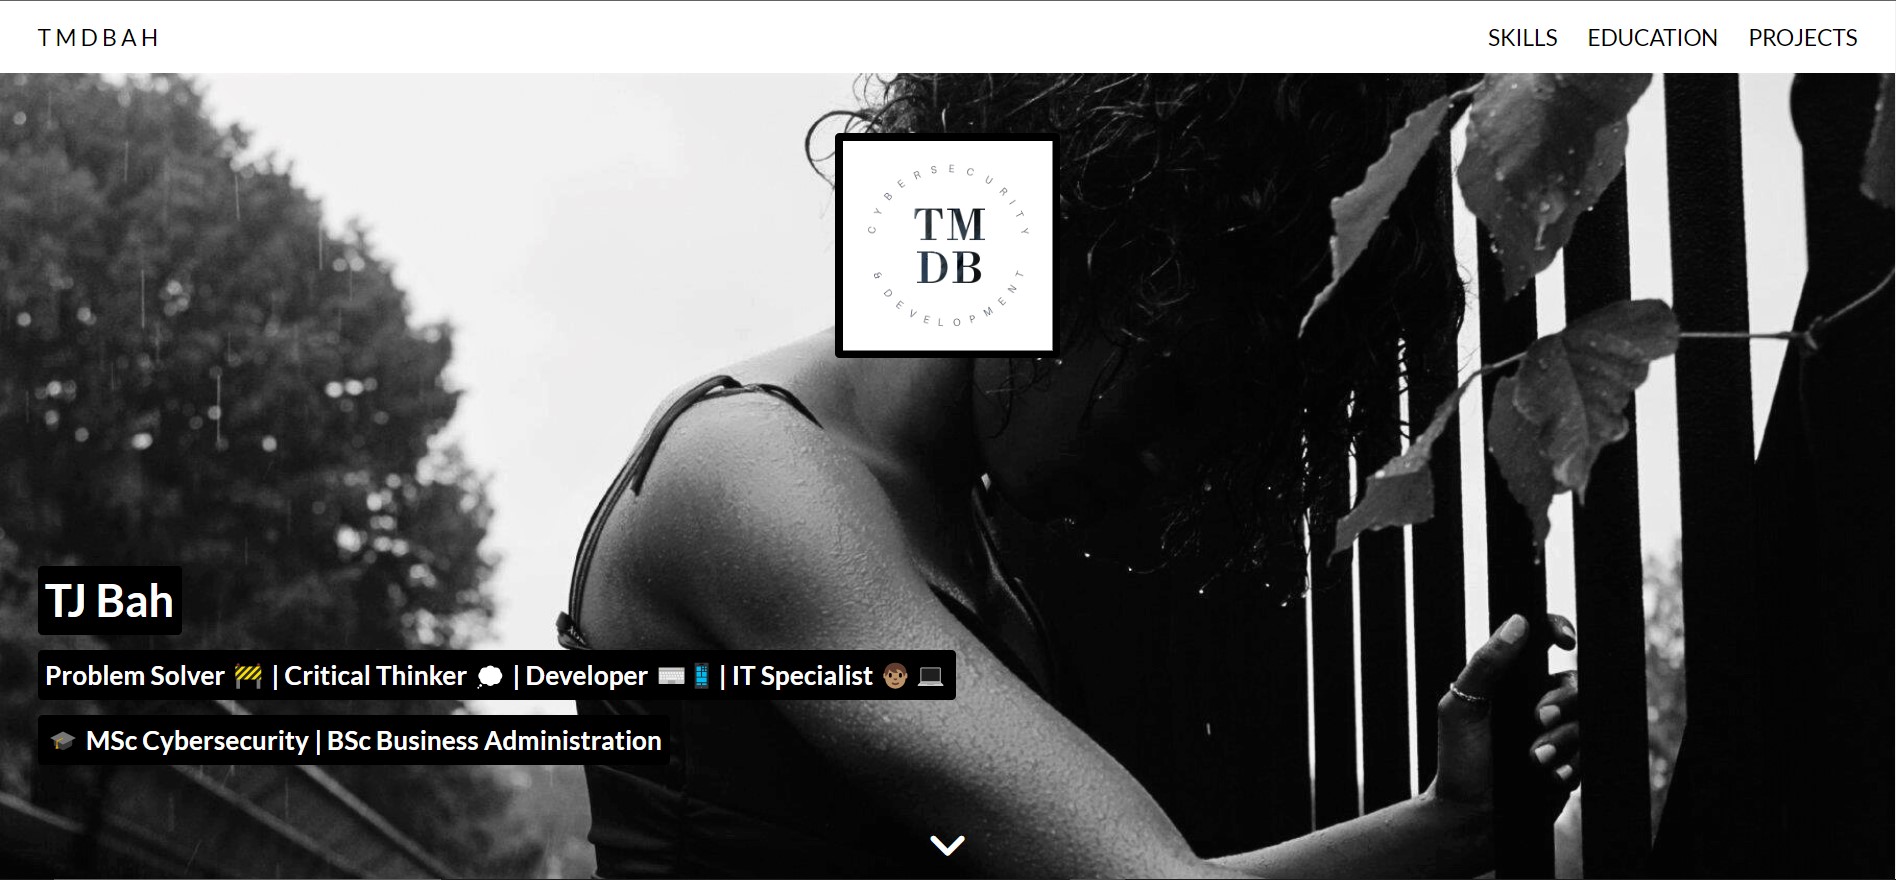 TMDBAH
SKILLS EDUCATION PROJECTS
CYBERSECURITY
TM
DB
& DEVELOPMENT
TJ Bah
Problem Solver 🚧 | Critical Thinker 💭 | Developer ⌨️📱 | IT Specialist 👨🏽‍💻
🎓 MSc Cybersecurity | BSc Business Administration